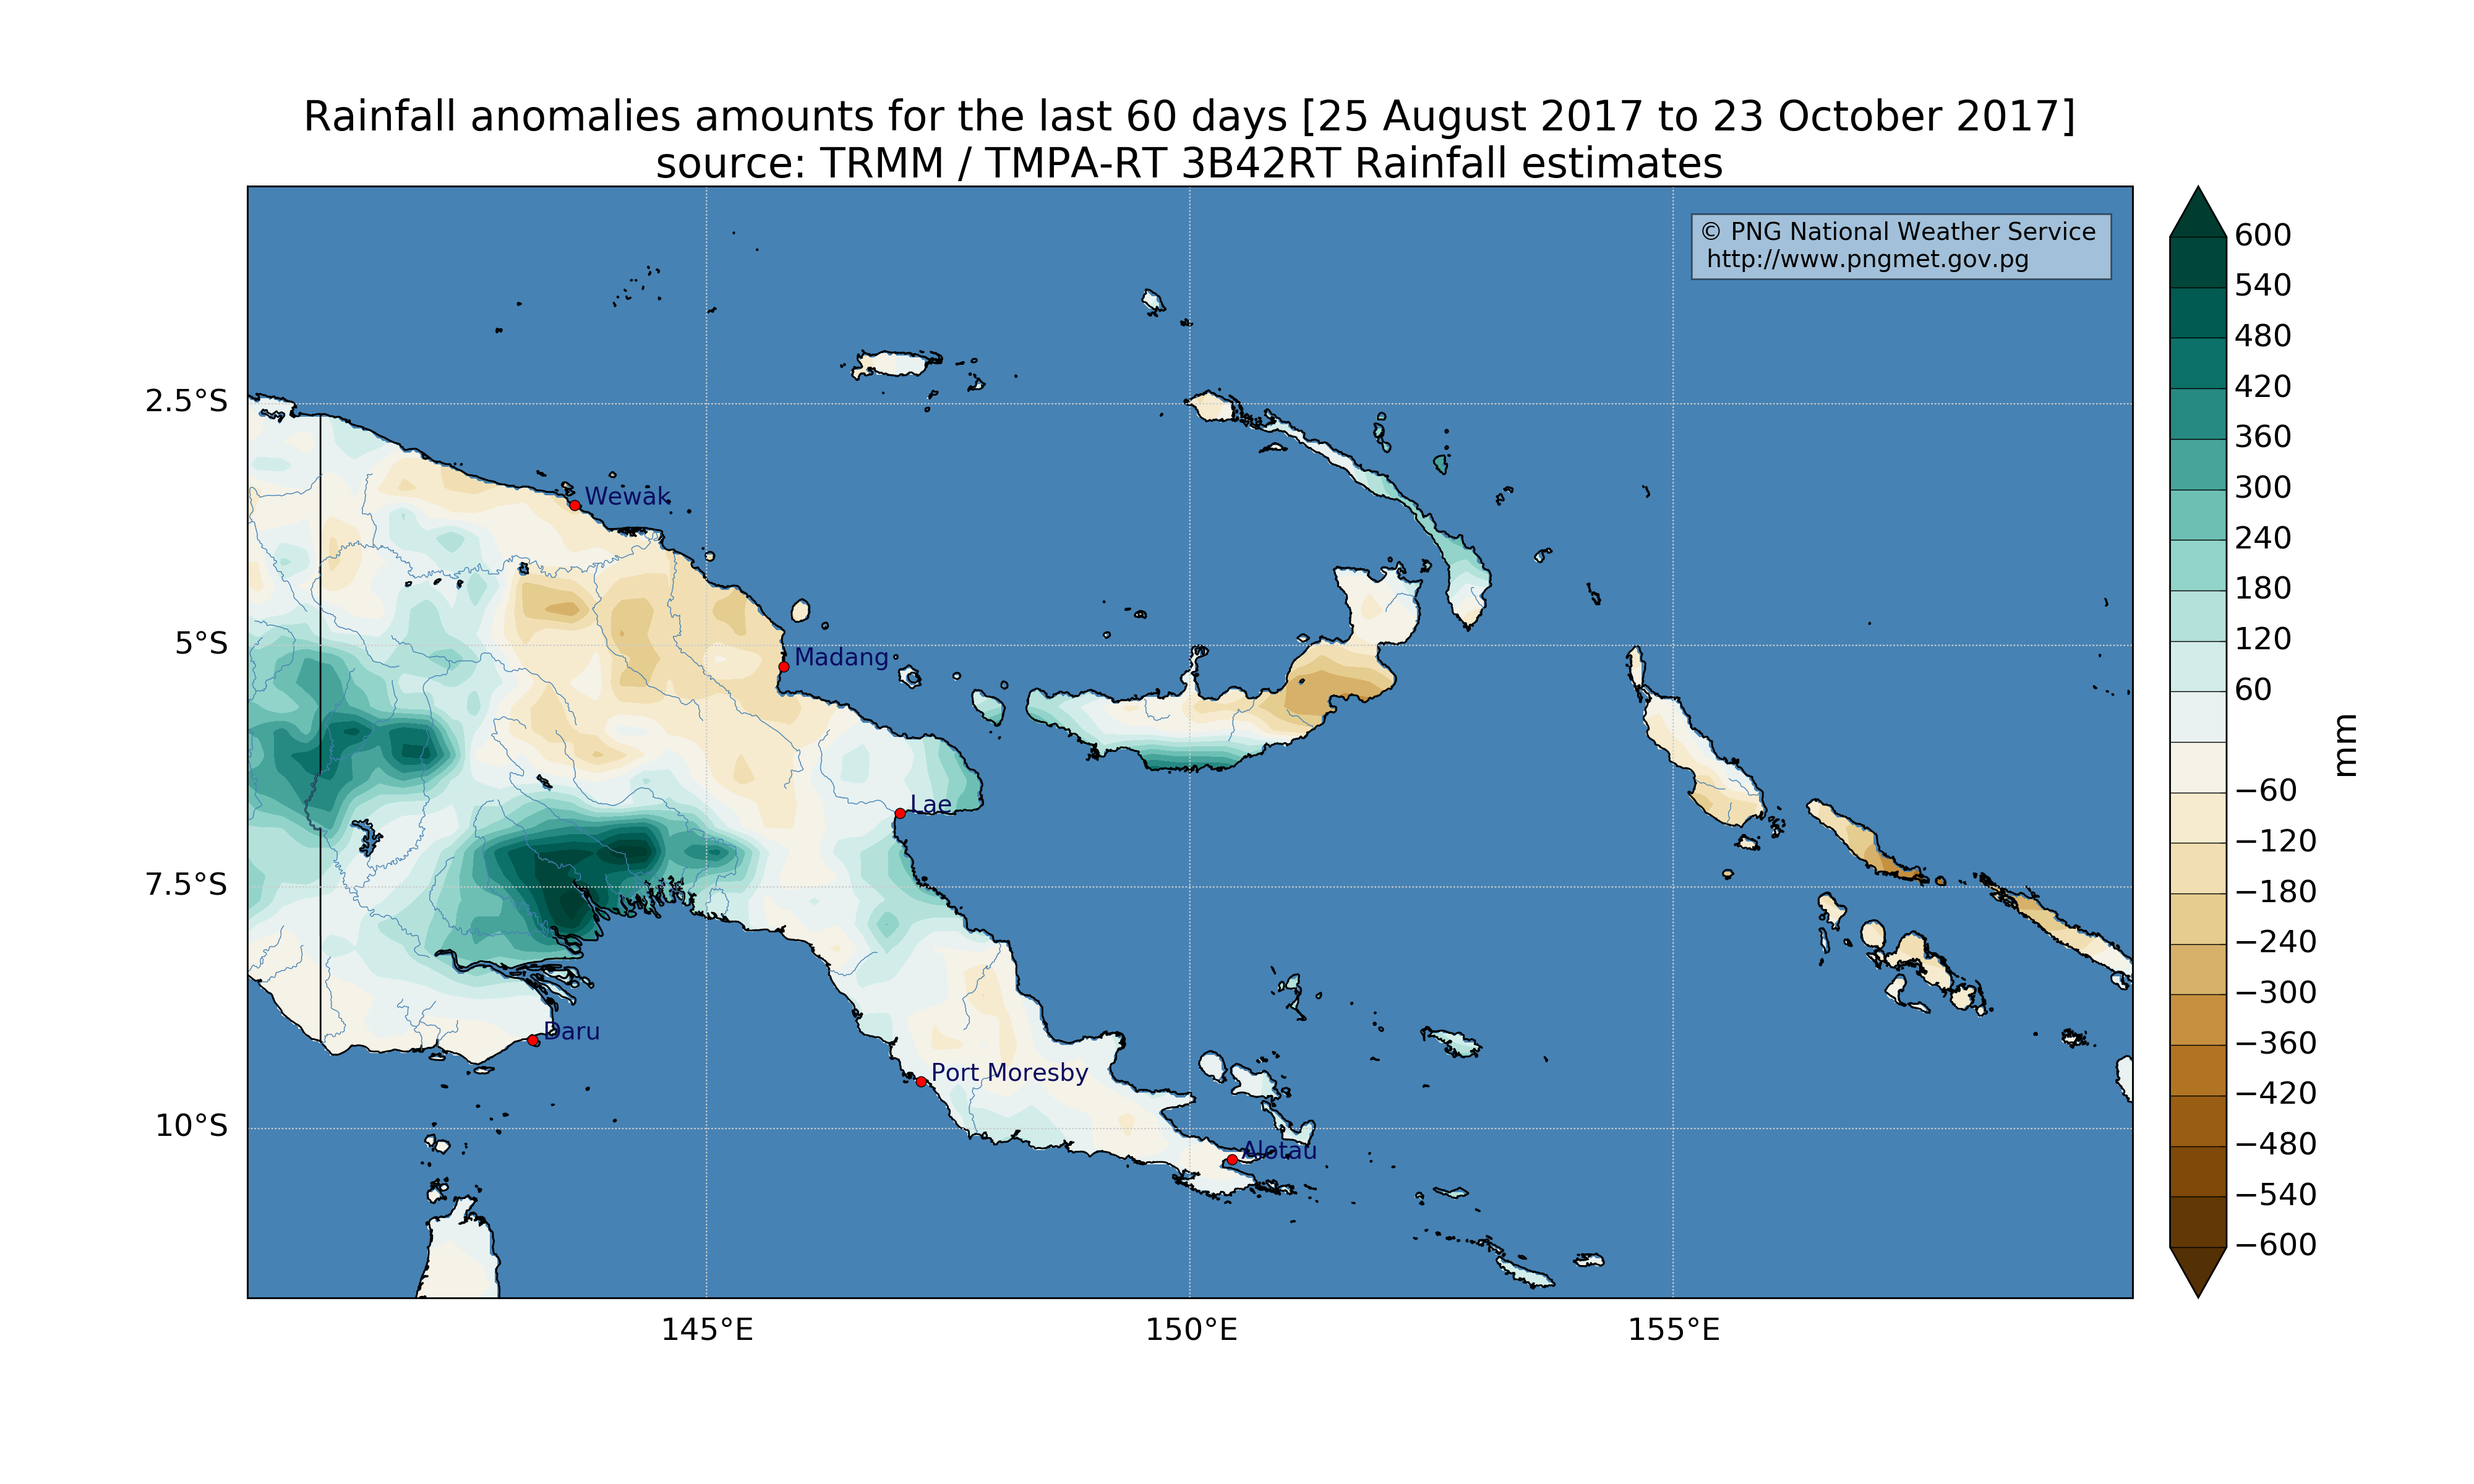 Rainfall anomalies amounts for the last 60 days [25 August 2017 to 23 October 2017]
source: TRMM / TMPA-RT 3B42RT Rainfall estimates
© PNG National Weather Service
http://www.pngmet.gov.pg
2.5°S
5°S
7.5°S
10°S
Wewak
Madang
Lae
Daru
Port Moresby
Alotau
145°E
150°E
155°E
600
540
480
420
360
300
240
180
120
60
−60
−120
−180
−240
−300
−360
−420
−480
−540
−600
mm